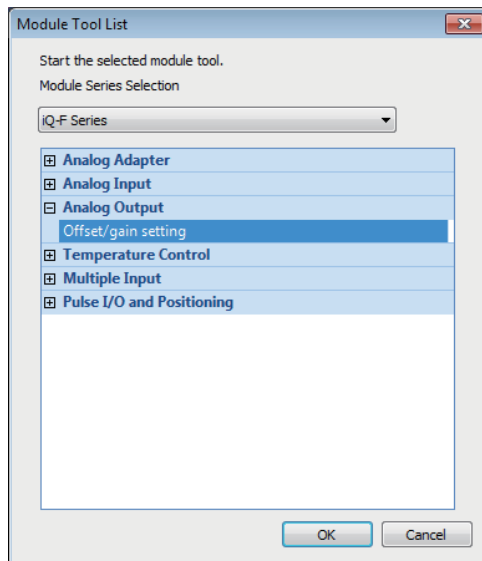 Module Tool List
Start the selected module tool.
Module Series Selection
iQ-F Series
Analog Adapter
Analog Input
Analog Output
Offset/gain setting
Temperature Control
Multiple Input
Pulse I/O and Positioning
OK Cancel